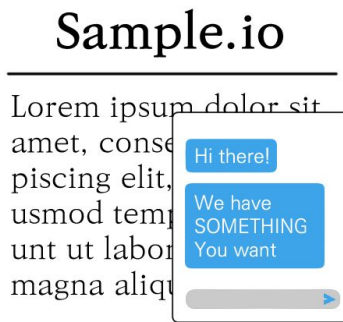 Sample.io
Lorem ipsum dolor sit
amet, conse
piscing elit,
usmod temp
unt ut labor
magna aliqu
Hi there!
We have
SOMETHING
You want